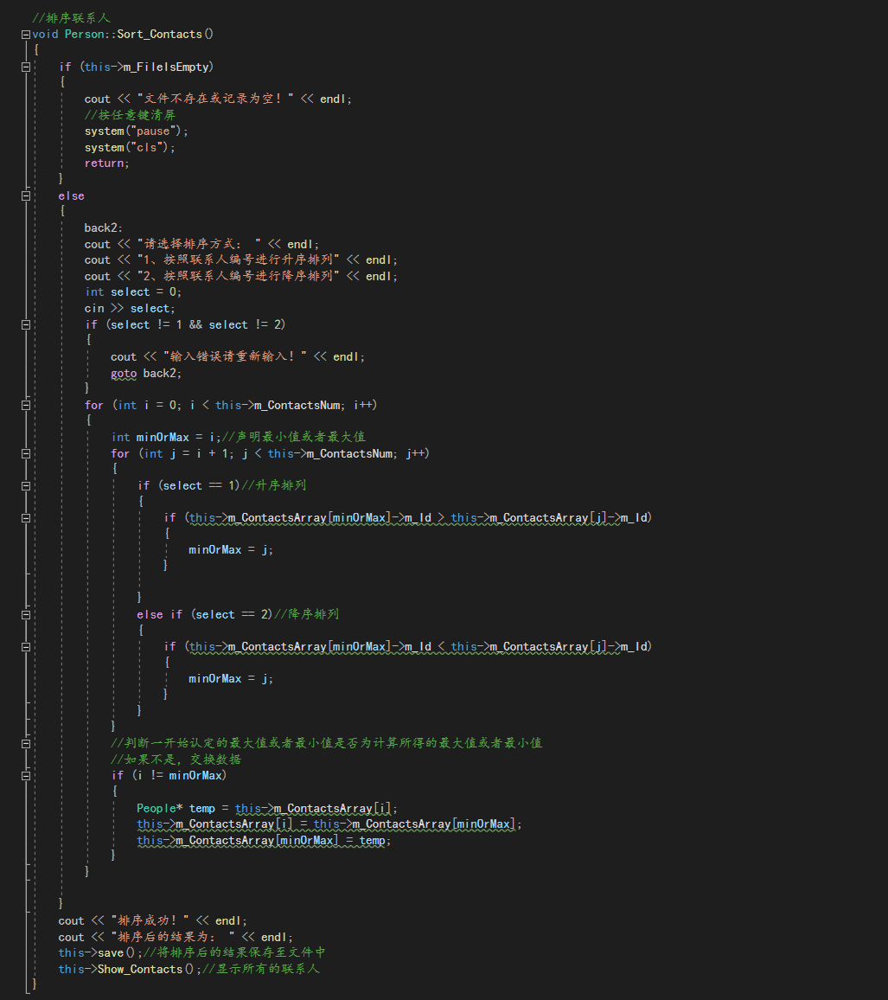 //排序联系人
void Person::Sort_Contacts()
{
if (this->m_FileIsEmpty)
{
cout << "文件不存在或记录为空！" << endl;
//按任意键清屏
system("pause");
system("cls");
return;
}
else
{
back2:
cout << "请选择排序方式： " << endl;
cout << "1、按照联系人编号进行升序排列" << endl;
cout << "2、按照联系人编号进行降序排列" << endl;
int select = 0;
cin >> select;
if (select != 1 && select != 2)
{
cout << "输入错误请重新输入！" << endl;
goto back2;
}
for (int i = 0; i < this->m_ContactsNum; i++)
{
int minOrMax = i;//声明最小值或者最大值
for (int j = i + 1; j < this->m_ContactsNum; j++)
{
if (select == 1)//升序排列
{
if (this->m_ContactsArray[minOrMax]->m_Id > this->m_ContactsArray[j]->m_Id)
{
minOrMax = j;
}
}
else if (select == 2)//降序排列
{
if (this->m_ContactsArray[minOrMax]->m_Id < this->m_ContactsArray[j]->m_Id)
{
minOrMax = j;
}
}
}
//判断一开始认定的最大值或者最小值是否为计算所得的最大值或者最小值
//如果不是，交换数据
if (i != minOrMax)
{
People* temp = this->m_ContactsArray[i];
this->m_ContactsArray[i] = this->m_ContactsArray[minOrMax];
this->m_ContactsArray[minOrMax] = temp;
}
}
}
cout << "排序成功！" << endl;
cout << "排序后的结果为： " << endl;
this->save();//将排序后的结果保存至文件中
this->Show_Contacts();//显示所有的联系人
}